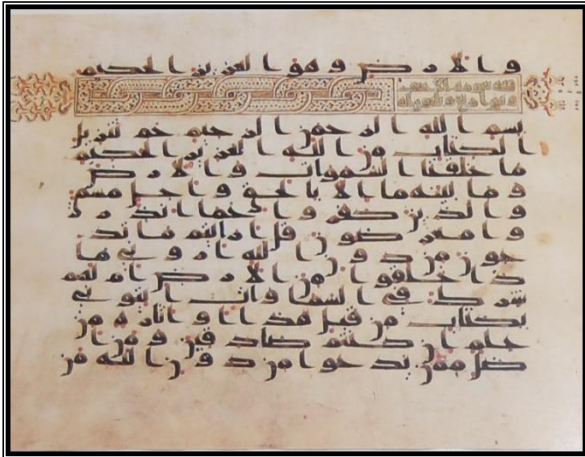 والارض وهو العزيز الحكيم
بسم الله الرحمن الرحيم حم تنزيل
الكتاب من الله العزيز الحكيم
ما خلقنا السموات والارض
وما بينهما الا بالحق واجل مسمى
والذين كفروا عما انذرو
ا معرضون قل ارايتم ما تد
عون من دون الله اروني ما
ذا خلقوا من الارض ام لهم
شرك في السموات ايتوني
بكتاب من قبل هذا او اثارة من
علم ان كنتم صادقين ومن ا
ضل ممن يدعوا من دون الله من